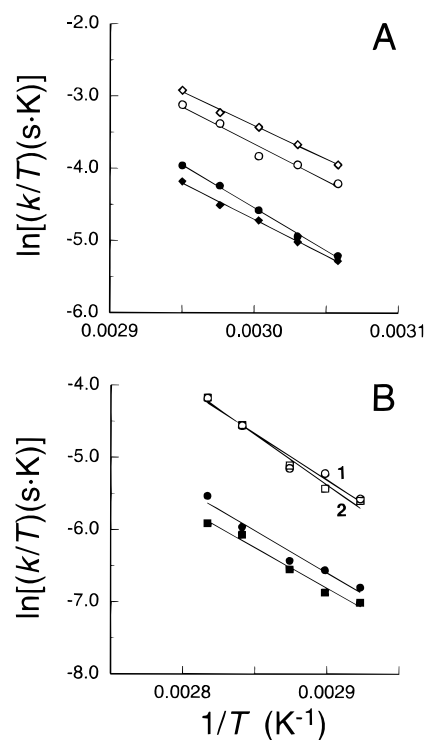 A
-2.0
-3.0
-4.0
-5.0
-6.0
ln[(k/T)(s·K)]
0.0029 0.0030 0.0031
B
-4.0
-5.0
-6.0
-7.0
-8.0
ln[(k/T)(s·K)]
1
2
0.0028 0.0029
1/T (K-1)